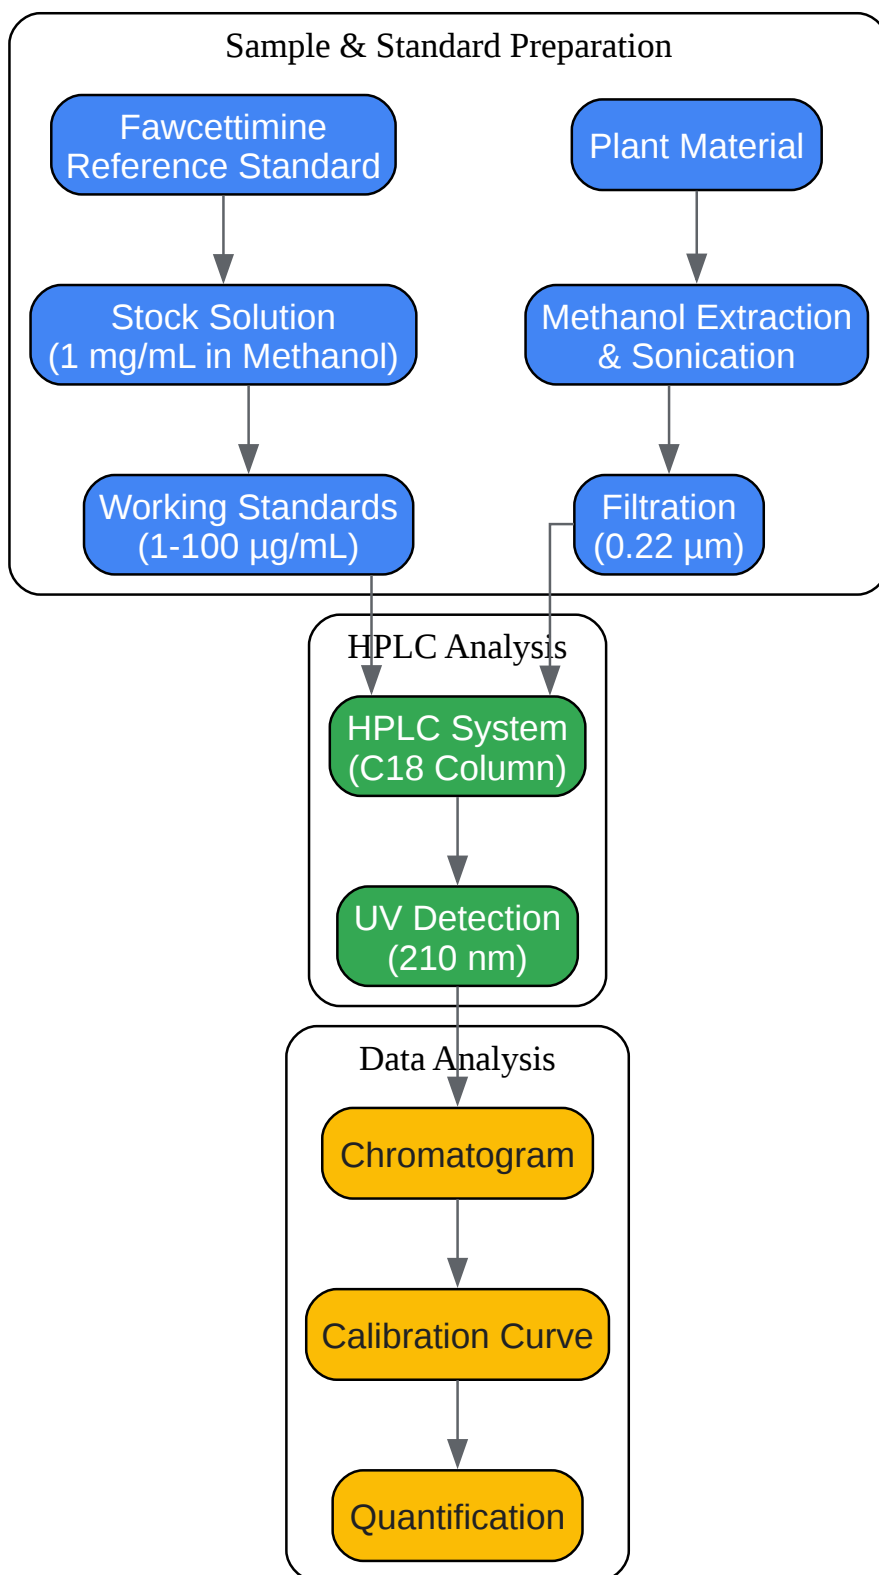 Sample & Standard Preparation
Fawcettimine
Reference Standard
Plant Material
Stock Solution
(1 mg/mL in Methanol)
Methanol Extraction
& Sonication
Working Standards
(1-100 µg/mL)
Filtration
(0.22 µm)
HPLC Analysis
HPLC System
(C18 Column)
UV Detection
(210 nm)
Data Analysis
Chromatogram
Calibration Curve
Quantification